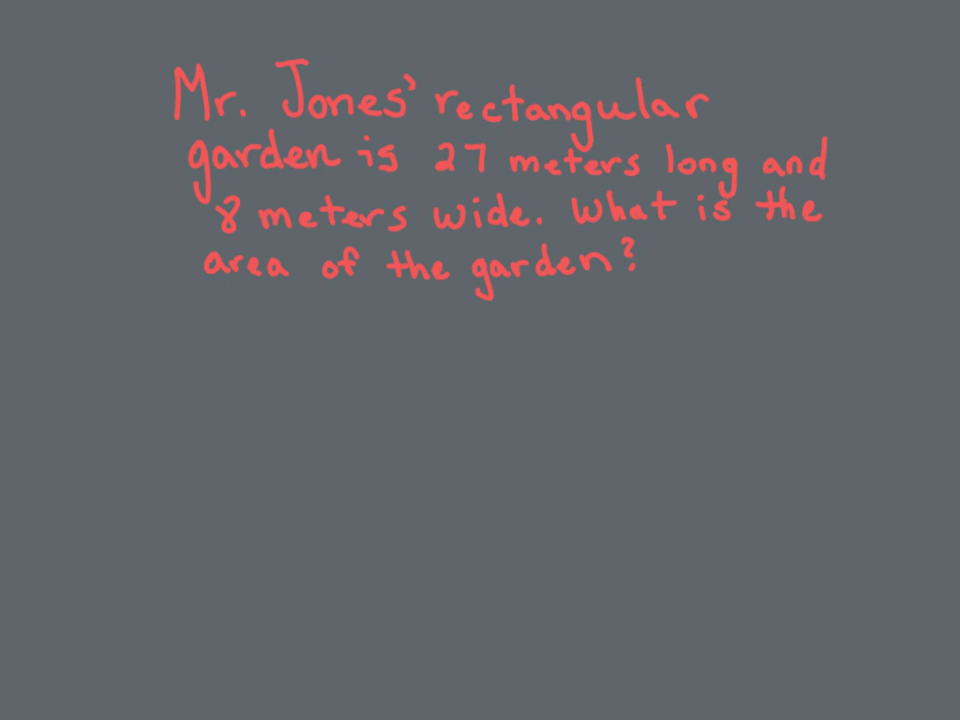 Mr. Jones' rectangular
garden is 27 meters long and
8 meters wide. What is the
area of the garden?